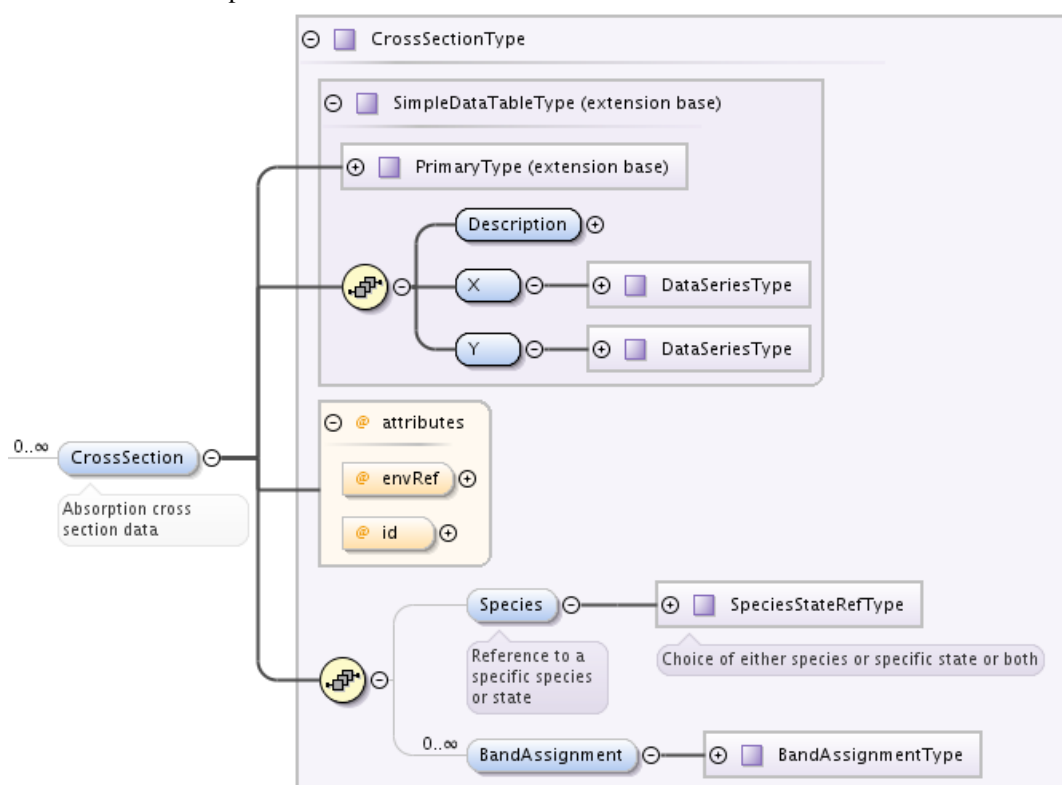 CrossSectionType
SimpleDataTableType (extension base)
PrimaryType (extension base)
Description
X
DataSeriesType
Y
DataSeriesType
@ attributes
@ envRef
@ id
0..∞
CrossSection
Absorption cross
section data
Species
SpeciesStateRefType
Reference to a
specific species
or state
Choice of either species or specific state or both
0..∞
BandAssignment
BandAssignmentType